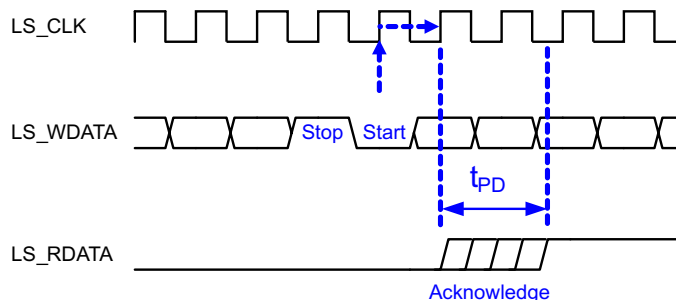 LS_CLK
LS_WDATA
Stop
Start
tPD
LS_RDATA
Acknowledge